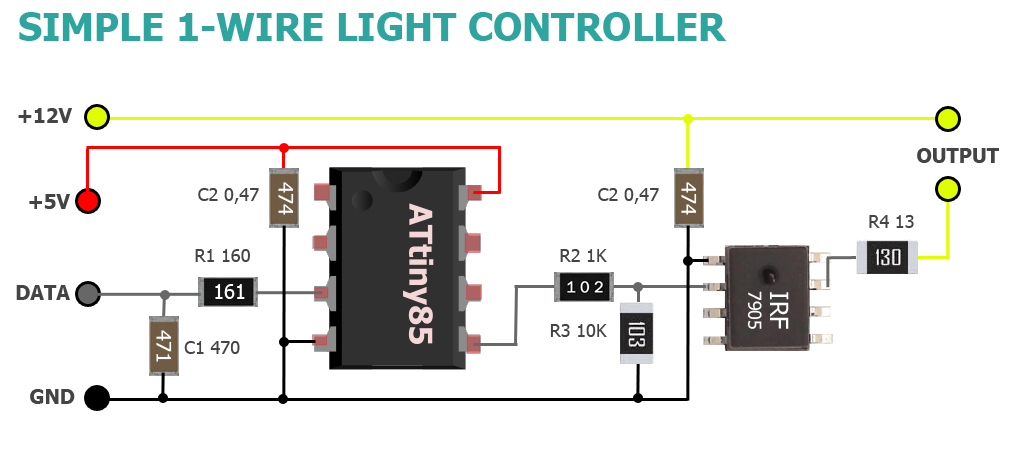 SIMPLE 1-WIRE LIGHT CONTROLLER
+12V
OUTPUT
+5V
C2 0,47
474
ATtiny85
C2 0,47
474
R4 13
130
R1 160
161
R2 1K
102
DATA
C1 470
471
R3 10K
103
IRF
7905
GND